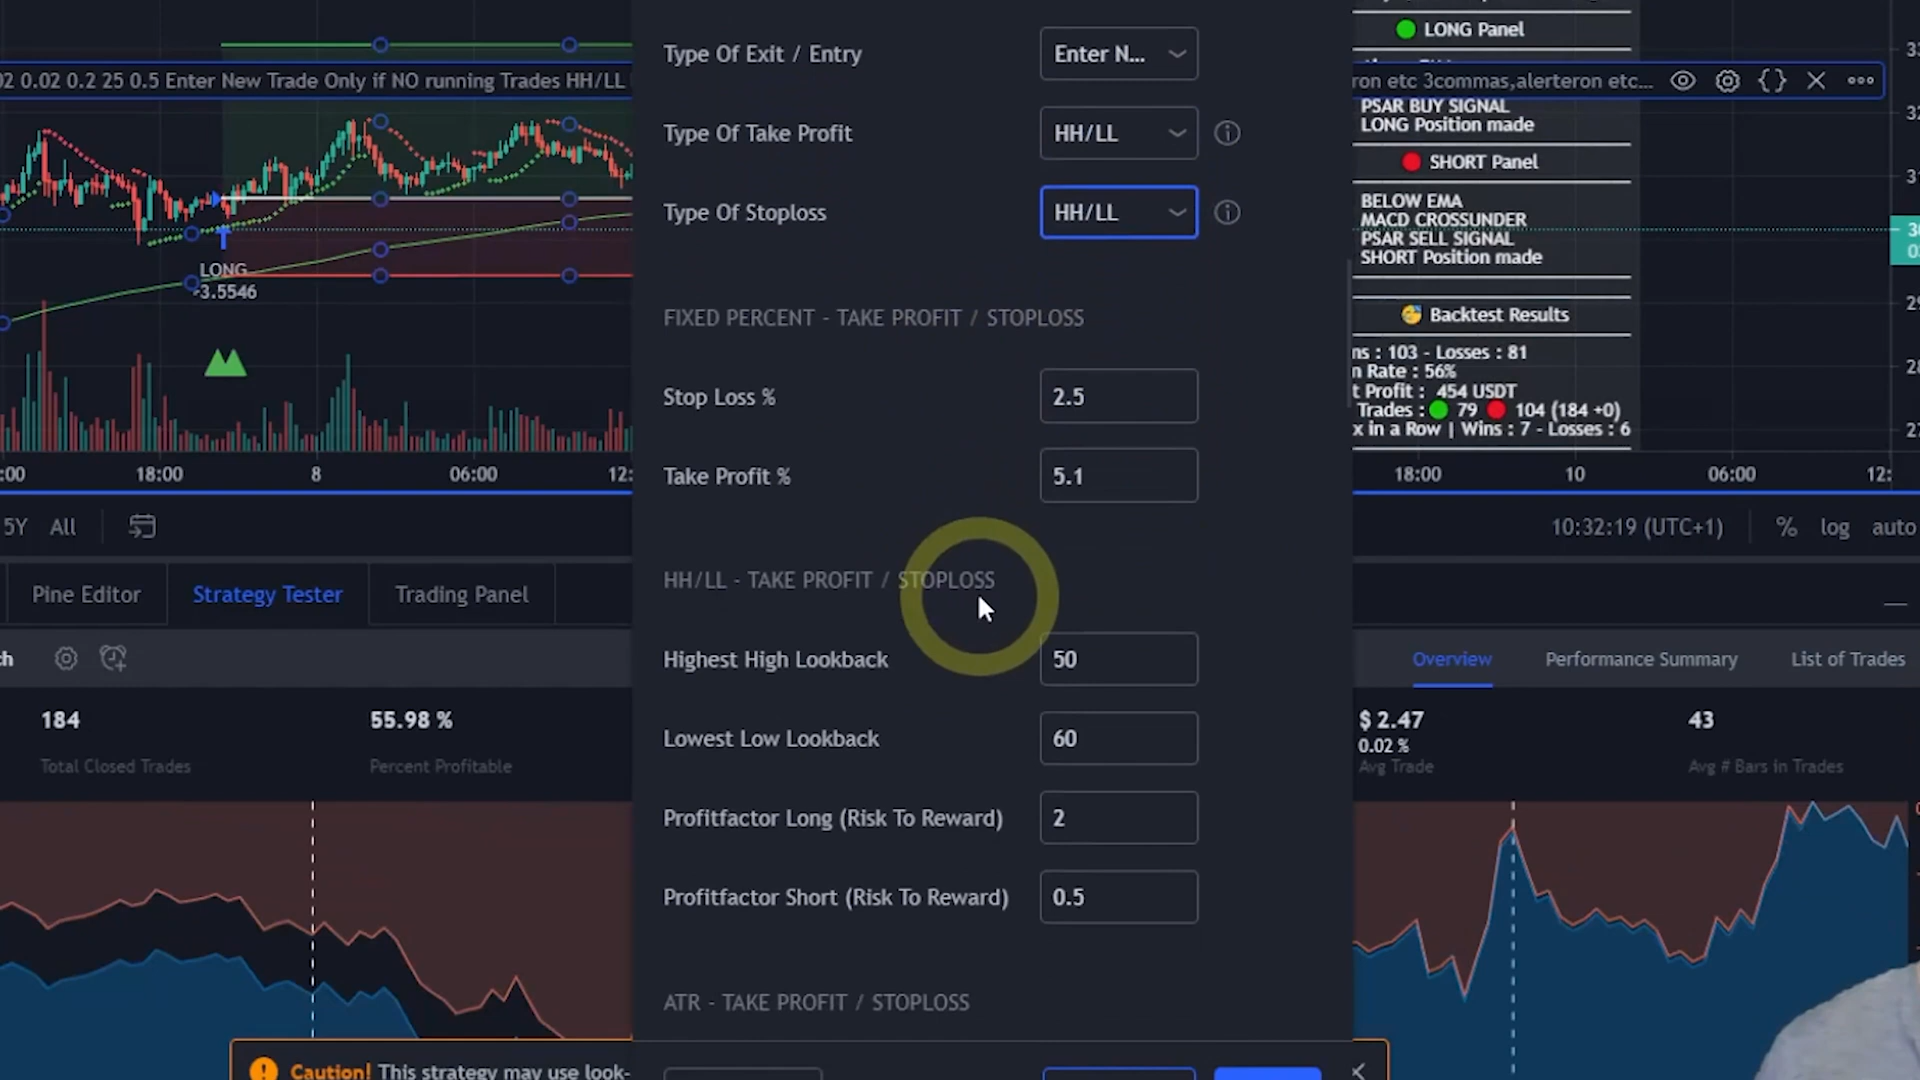 02 0.02 0.2 25 0.5 Enter New Trade Only if NO running Trades HH/LL
LONG
-3.5546
:00
18:00
8
06:00
12:
5Y
All
Pine Editor
Strategy Tester
Trading Panel
184
Total Closed Trades
55.98 %
Percent Profitable
Caution! This strategy may use look-
Type Of Exit / Entry
Enter N...
Type Of Take Profit
HH/LL
Type Of Stoploss
HH/LL
FIXED PERCENT - TAKE PROFIT / STOPLOSS
Stop Loss %
2.5
Take Profit %
5.1
HH/LL - TAKE PROFIT / STOPLOSS
Highest High Lookback
50
Lowest Low Lookback
60
Profitfactor Long (Risk To Reward)
2
Profitfactor Short (Risk To Reward)
0.5
ATR - TAKE PROFIT / STOPLOSS
LONG Panel
etc 3commas,alerteron etc...
PSAR BUY SIGNAL
LONG Position made
SHORT Panel
BELOW EMA
MACD CROSSUNDER
PSAR SELL SIGNAL
SHORT Position made
Backtest Results
: 103 - Losses : 81
Rate : 56%
Profit : 454 USDT
Trades : 79 104 (184 +0)
in a Row | Wins : 7 - Losses : 6
18:00
10
06:00
12:
10:32:19 (UTC+1)
%
log
auto
Overview
Performance Summary
List of Trades
$ 2.47
0.02 %
Avg Trade
43
Avg # Bars in Trades